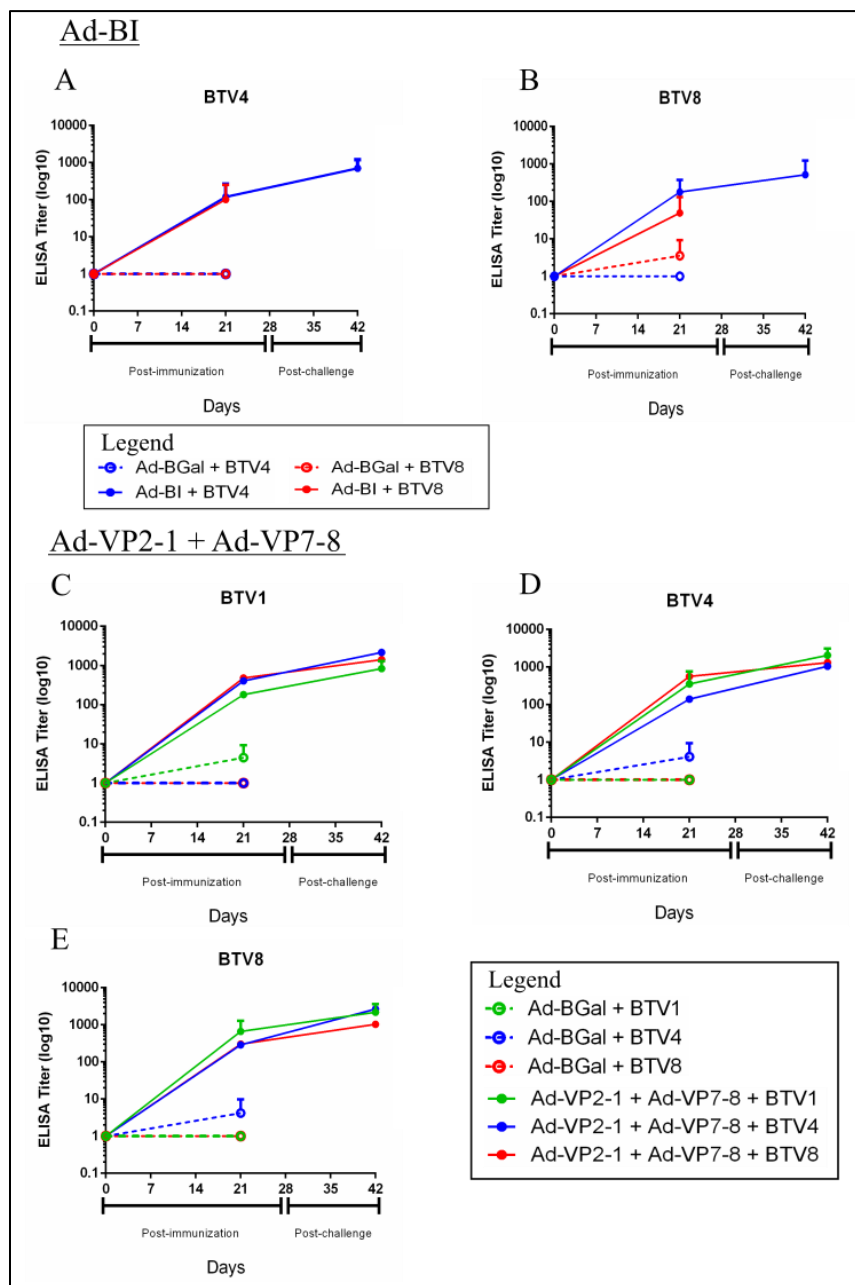 Ad-BI
A
BTV4
ELISA Titer (log10)
10000
1000
100
10
1
0.1
0 7 14 21 28 35 42
Post-immunization Post-challenge
Days
B
BTV8
ELISA Titer (log10)
10000
1000
100
10
1
0.1
0 7 14 21 28 35 42
Post-immunization Post-challenge
Days
Legend
Ad-BGal + BTV4 Ad-BGal + BTV8
Ad-BI + BTV4 Ad-BI + BTV8
Ad-VP2-1 + Ad-VP7-8
C
BTV1
ELISA Titer (log10)
10000
1000
100
10
1
0.1
0 7 14 21 28 35 42
Post-immunization Post-challenge
Days
D
BTV4
ELISA Titer (log10)
10000
1000
100
10
1
0.1
0 7 14 21 28 35 42
Post-immunization Post-challenge
Days
E
BTV8
ELISA Titer (log10)
10000
1000
100
10
1
0.1
0 7 14 21 28 35 42
Post-immunization Post-challenge
Days
Legend
Ad-BGal + BTV1
Ad-BGal + BTV4
Ad-BGal + BTV8
Ad-VP2-1 + Ad-VP7-8 + BTV1
Ad-VP2-1 + Ad-VP7-8 + BTV4
Ad-VP2-1 + Ad-VP7-8 + BTV8